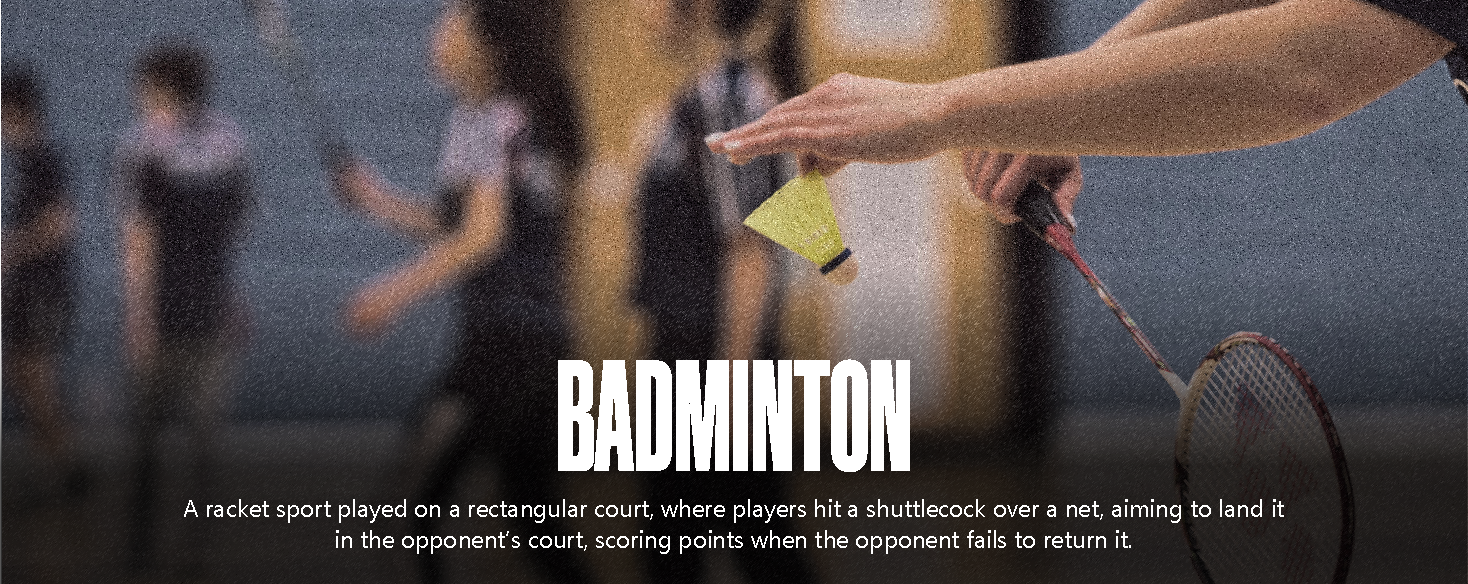 BADMINTON
A racket sport played on a rectangular court, where players hit a shuttlecock over a net, aiming to land it
in the opponent's court, scoring points when the opponent fails to return it.